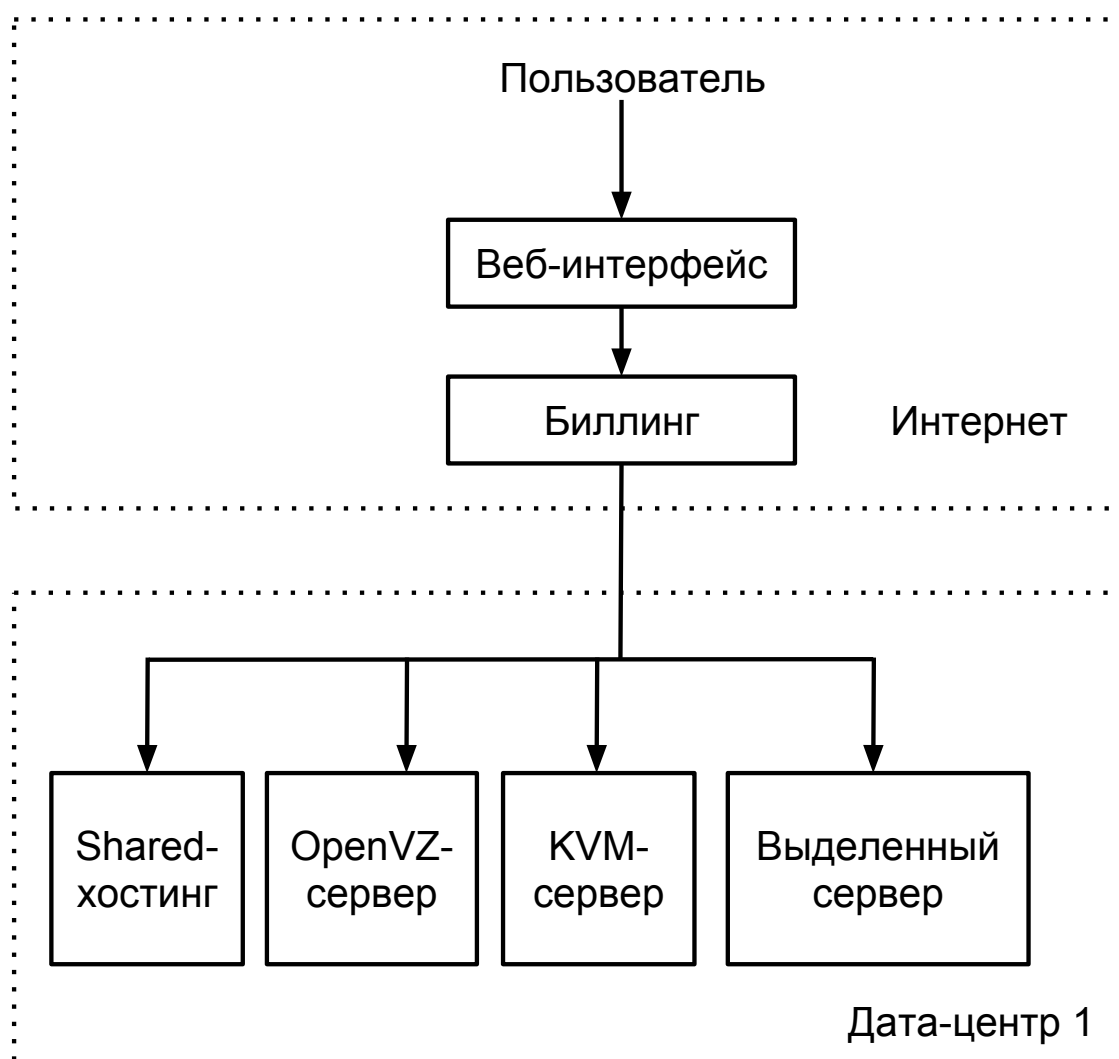 Пользователь
Веб-интерфейс
Биллинг
Интернет
Shared-
хостинг
OpenVZ-
сервер
KVM-
сервер
Выделенный
сервер
Дата-центр 1